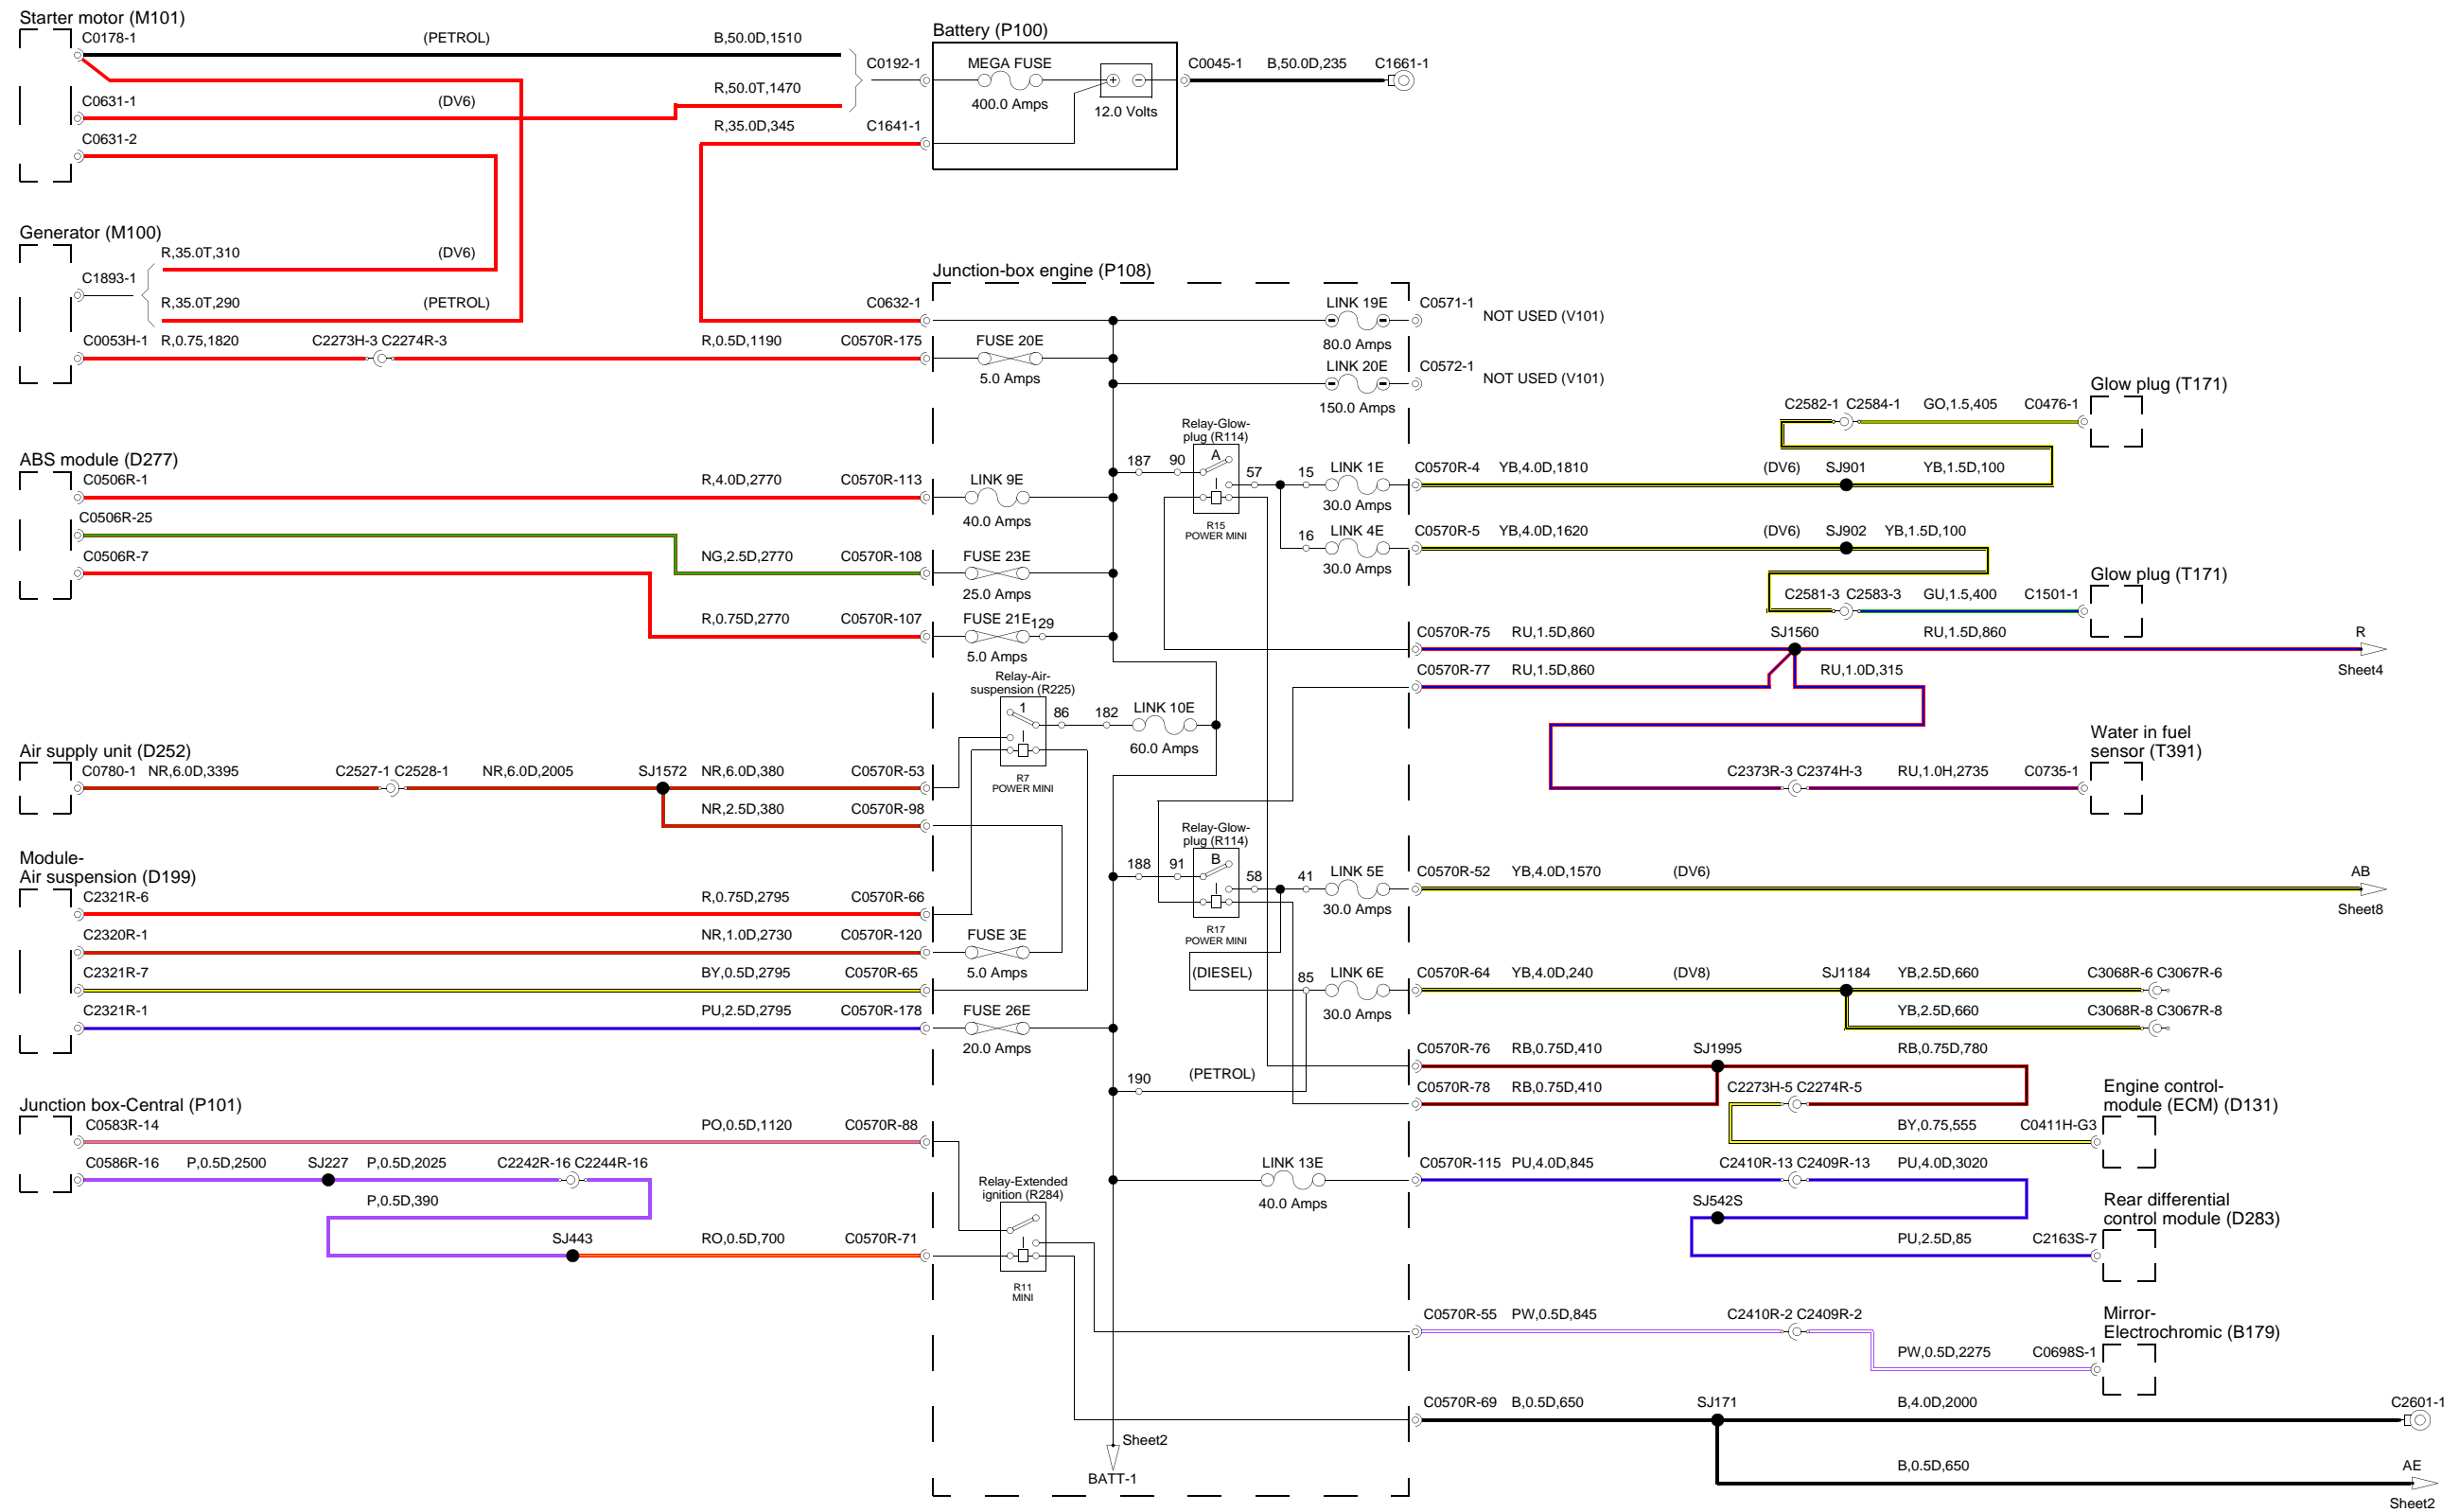 Starter motor (M101)
C0178-1 (PETROL) B,50.0D,1510
C0631-1 (DV6) R,50.0T,1470
C0631-2
R,35.0D,345 C1641-1
C0192-1
Battery (P100)
MEGA FUSE
400.0 Amps
12.0 Volts
C0045-1 B,50.0D,235 C1661-1
Generator (M100)
R,35.0T,310 (DV6)
C1893-1
R,35.0T,290 (PETROL)
C0053H-1 R,0.75,1820 C2273H-3 C2274R-3 R,0.5D,1190 C0570R-175
Junction-box engine (P108)
C0632-1
FUSE 20E
5.0 Amps
LINK 19E
80.0 Amps
C0571-1
NOT USED (V101)
LINK 20E
150.0 Amps
C0572-1
NOT USED (V101)
Glow plug (T171)
C2582-1 C2584-1 GO,1.5,405 C0476-1
Relay-Glow-
plug (R114)
A
187 90 57 15
R15
POWER MINI
LINK 1E
30.0 Amps
C0570R-4 YB,4.0D,1810 (DV6) SJ901 YB,1.5D,100
16
LINK 4E
30.0 Amps
C0570R-5 YB,4.0D,1620 (DV6) SJ902 YB,1.5D,100
Glow plug (T171)
C2581-3 C2583-3 GU,1.5,400 C1501-1
ABS module (D277)
C0506R-1 R,4.0D,2770 C0570R-113
LINK 9E
40.0 Amps
C0506R-25
NG,2.5D,2770 C0570R-108
FUSE 23E
25.0 Amps
C0506R-7
R,0.75D,2770 C0570R-107
FUSE 21E
129
5.0 Amps
C0570R-75 RU,1.5D,860 SJ1560 RU,1.5D,860 R
Sheet4
C0570R-77 RU,1.5D,860 RU,1.0D,315
Relay-Air-
suspension (R225)
1
86 182
LINK 10E
60.0 Amps
R7
POWER MINI
Water in fuel
sensor (T391)
C2373R-3 C2374H-3 RU,1.0H,2735 C0735-1
Air supply unit (D252)
C0780-1 NR,6.0D,3395 C2527-1 C2528-1 NR,6.0D,2005 SJ1572 NR,6.0D,380 C0570R-53
NR,2.5D,380 C0570R-98
Relay-Glow-
plug (R114)
B
188 91 58 41
R17
POWER MINI
LINK 5E
30.0 Amps
C0570R-52 YB,4.0D,1570 (DV6) AB
Sheet8
Module-
Air suspension (D199)
C2321R-6 R,0.75D,2795 C0570R-66
C2320R-1 NR,1.0D,2730 C0570R-120
FUSE 3E
5.0 Amps
C2321R-7 BY,0.5D,2795 C0570R-65
C2321R-1 PU,2.5D,2795 C0570R-178
FUSE 26E
20.0 Amps
(DIESEL)
85
LINK 6E
30.0 Amps
C0570R-64 YB,4.0D,240 (DV8) SJ1184 YB,2.5D,660 C3068R-6 C3067R-6
YB,2.5D,660 C3068R-8 C3067R-8
190 (PETROL)
C0570R-76 RB,0.75D,410 SJ1995 RB,0.75D,780
C0570R-78 RB,0.75D,410 C2273H-5 C2274R-5
Engine control-
module (ECM) (D131)
BY,0.75,555 C0411H-G3
Junction box-Central (P101)
C0583R-14 PO,0.5D,1120 C0570R-88
C0586R-16 P,0.5D,2500 SJ227 P,0.5D,2025 C2242R-16 C2244R-16
P,0.5D,390
SJ443 RO,0.5D,700 C0570R-71
LINK 13E
40.0 Amps
C0570R-115 PU,4.0D,845 C2410R-13 C2409R-13 PU,4.0D,3020
Relay-Extended
ignition (R284)
R11
MINI
SJ542S
Rear differential
control module (D283)
PU,2.5D,85 C2163S-7
C0570R-55 PW,0.5D,845 C2410R-2 C2409R-2
Mirror-
Electrochromic (B179)
PW,0.5D,2275 C0698S-1
C0570R-69 B,0.5D,650 SJ171 B,4.0D,2000 C2601-1
Sheet2
BATT-1
B,0.5D,650 AE
Sheet2